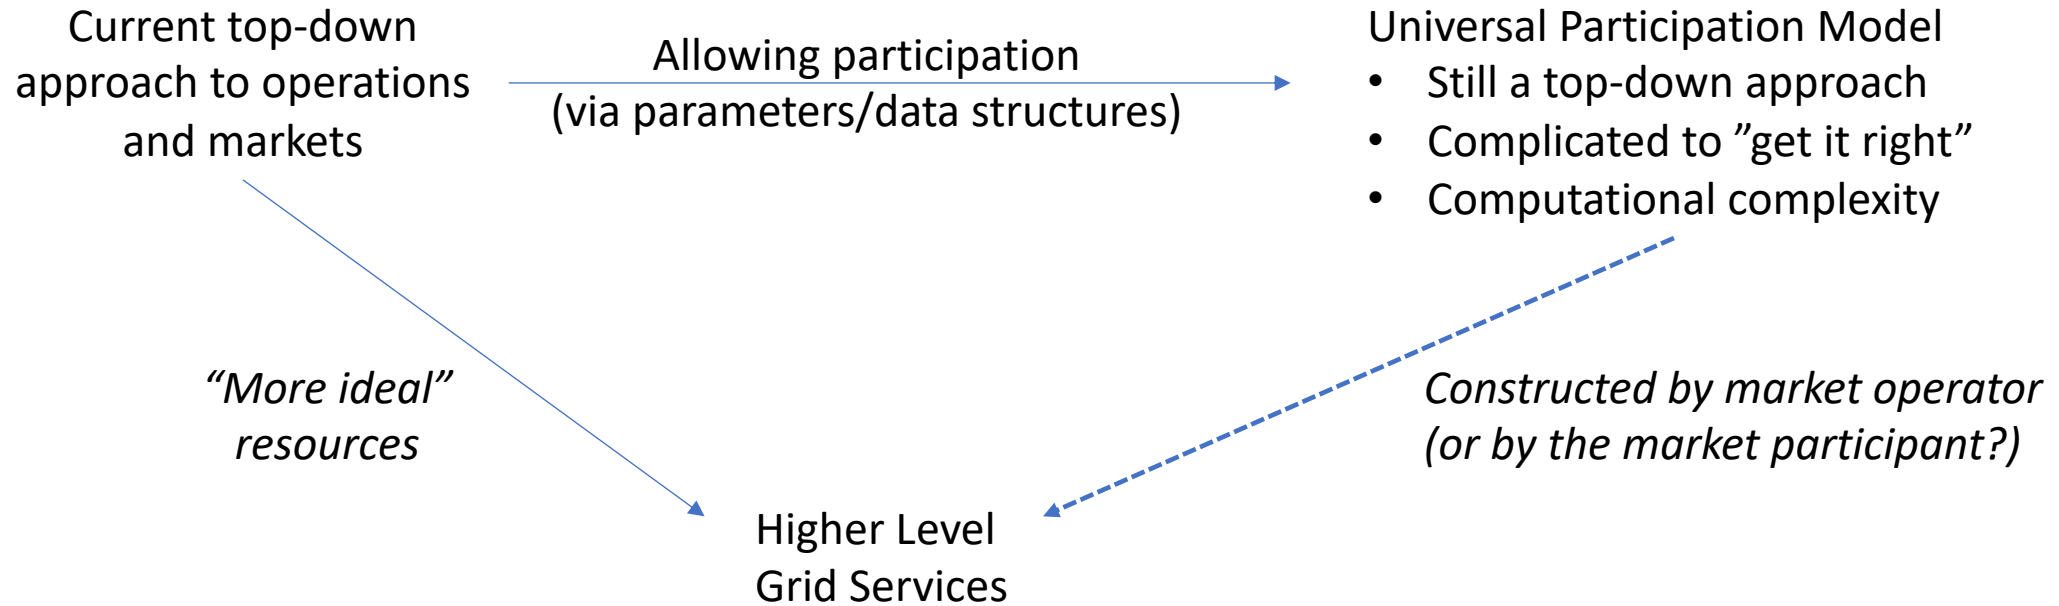 Current top-down
approach to operations
and markets
Allowing participation
(via parameters/data structures)
Universal Participation Model
• Still a top-down approach
• Complicated to ”get it right”
• Computational complexity
“More ideal”
resources
Constructed by market operator
(or by the market participant?)
Higher Level
Grid Services